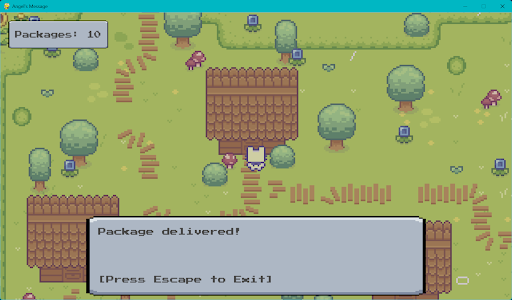 Angel's Message
Packages: 10
Package delivered!
[Press Escape to Exit]